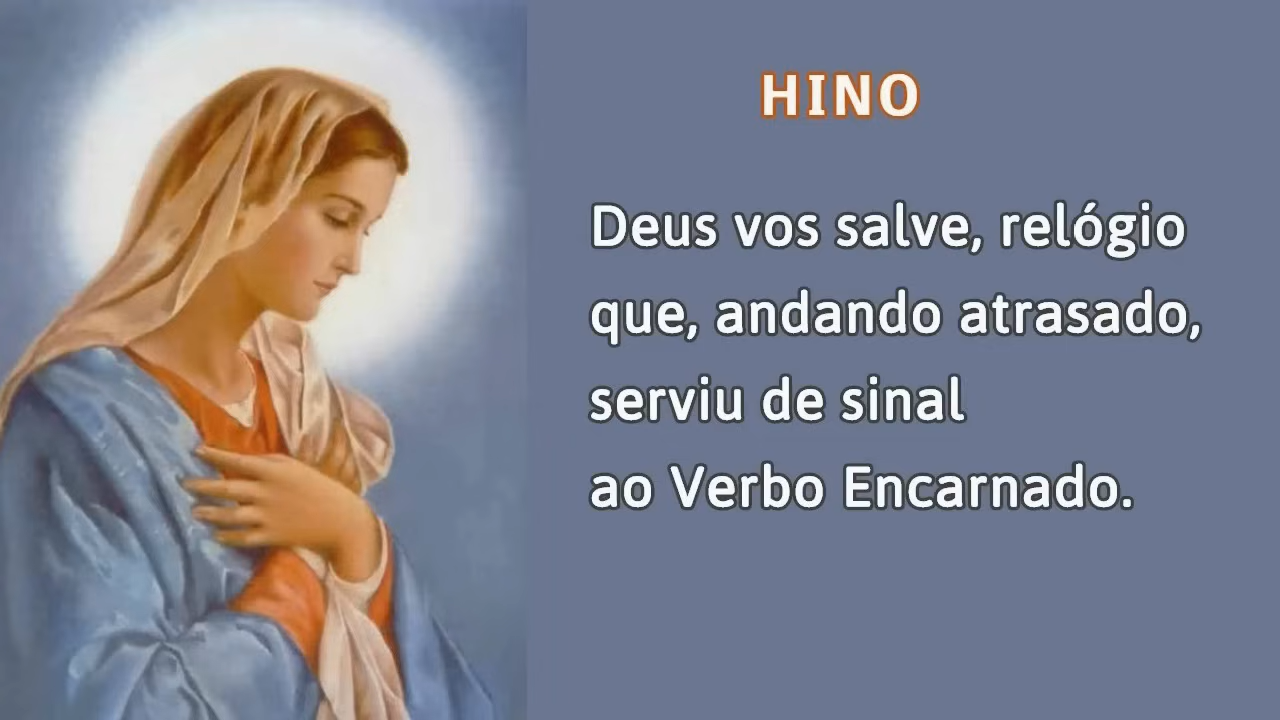 HINO
Deus vos salve, relógio
que, andando atrasado,
serviu de sinal
ao Verbo Encarnado.